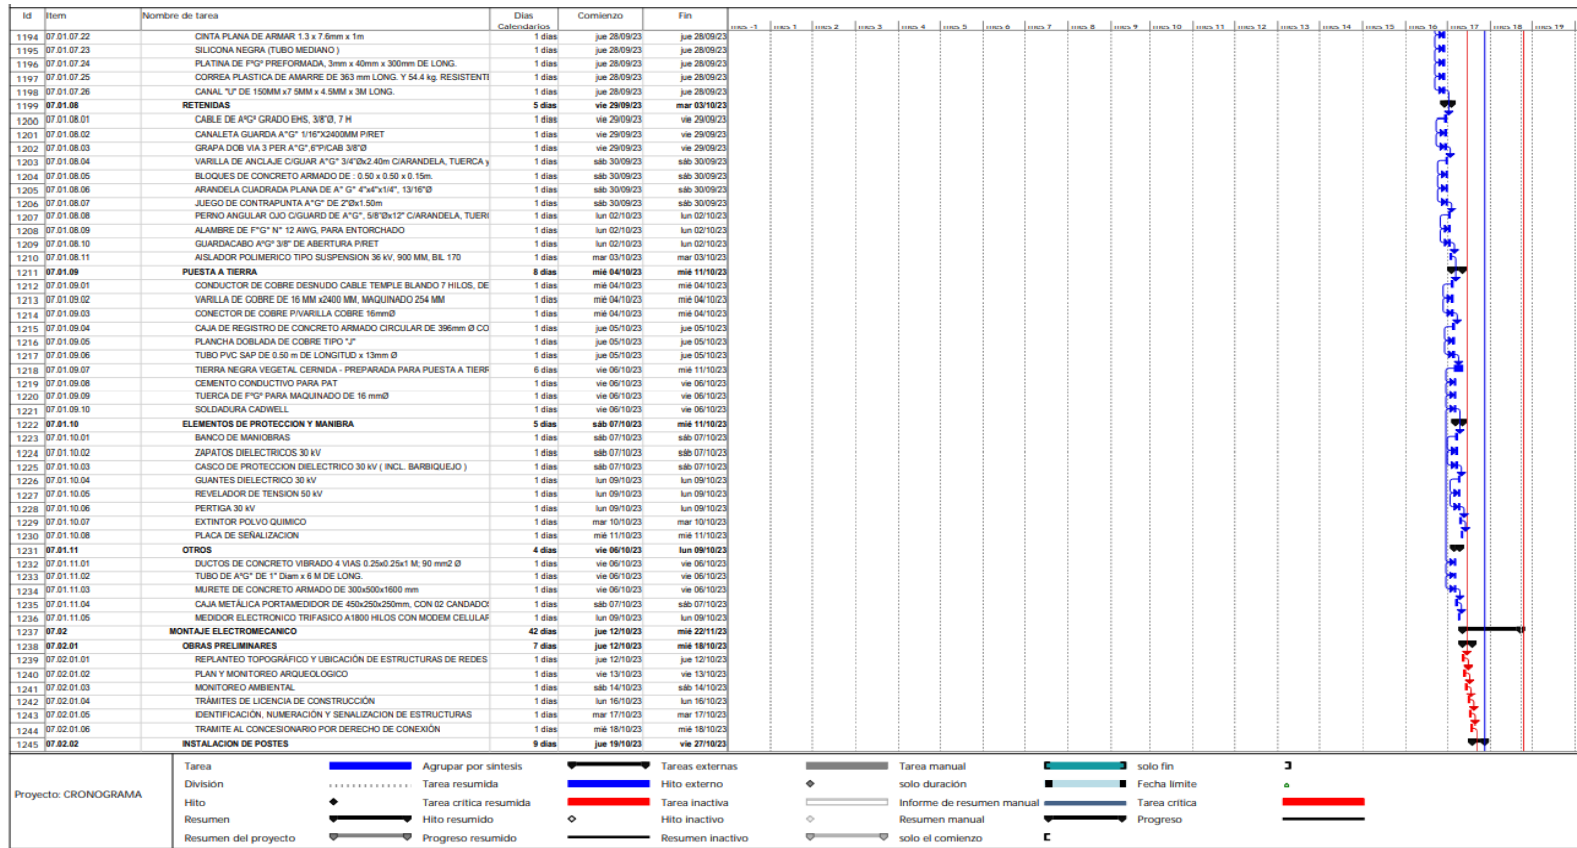 Id Item Nombre de tarea Días Calendarios Comienzo Fin mes -1 mes 1 mes 2 mes 3 mes 4 mes 5 mes 6 mes 7 mes 8 mes 9 mes 10 mes 11 mes 12 mes 13 mes 14 mes 15 mes 16 mes 17 mes 18 mes 19
1194 07.01.07.22 CINTA PLANA DE ARMAR 1.3 x 7.6mm x 1m 1 días jue 28/09/23 jue 28/09/23
1195 07.01.07.23 SILICONA NEGRA (TUBO MEDIANO ) 1 días jue 28/09/23 jue 28/09/23
1196 07.01.07.24 PLATINA DE FºGº PREFORMADA, 3mm x 40mm x 300mm DE LONG. 1 días jue 28/09/23 jue 28/09/23
1197 07.01.07.25 CORREA PLASTICA DE AMARRE DE 363 mm LONG. Y 54.4 kg. RESISTENTE 1 días jue 28/09/23 jue 28/09/23
1198 07.01.07.26 CANAL "U" DE 150MM x7 5MM x 4.5MM x 3M LONG. 1 días jue 28/09/23 jue 28/09/23
1199 07.01.08 RETENIDAS 5 días vie 29/09/23 mar 03/10/23
1200 07.01.08.01 CABLE DE AºGº GRADO EHS, 3/8"Ø, 7 H 1 días vie 29/09/23 vie 29/09/23
1201 07.01.08.02 CANALETA GUARDA A°G° 1/16"X2400MM P/RET 1 días vie 29/09/23 vie 29/09/23
1202 07.01.08.03 GRAPA DOB VIA 3 PER A°G°,6"P/CAB 3/8"Ø 1 días vie 29/09/23 vie 29/09/23
1203 07.01.08.04 VARILLA DE ANCLAJE C/GUAR A°G° 3/4"Øx2.40m C/ARANDELA, TUERCA y 1 días sáb 30/09/23 sáb 30/09/23
1204 07.01.08.05 BLOQUES DE CONCRETO ARMADO DE : 0.50 x 0.50 x 0.15m. 1 días sáb 30/09/23 sáb 30/09/23
1205 07.01.08.06 ARANDELA CUADRADA PLANA DE A° G° 4"x4"x1/4", 13/16"Ø 1 días sáb 30/09/23 sáb 30/09/23
1206 07.01.08.07 JUEGO DE CONTRAPUNTA A°G° DE 2"Øx1.50m 1 días sáb 30/09/23 sáb 30/09/23
1207 07.01.08.08 PERNO ANGULAR OJO C/GUARD DE A°G°, 5/8"Øx12" C/ARANDELA, TUERC 1 días lun 02/10/23 lun 02/10/23
1208 07.01.08.09 ALAMBRE DE F°G° N° 12 AWG, PARA ENTORCHADO 1 días lun 02/10/23 lun 02/10/23
1209 07.01.08.10 GUARDACABO AºGº 3/8" DE ABERTURA P/RET 1 días lun 02/10/23 lun 02/10/23
1210 07.01.08.11 AISLADOR POLIMERICO TIPO SUSPENSION 36 kV, 900 MM, BIL 170 1 días mar 03/10/23 mar 03/10/23
1211 07.01.09 PUESTA A TIERRA 8 días mié 04/10/23 mié 11/10/23
1212 07.01.09.01 CONDUCTOR DE COBRE DESNUDO CABLE TEMPLE BLANDO 7 HILOS, DE 1 días mié 04/10/23 mié 04/10/23
1213 07.01.09.02 VARILLA DE COBRE DE 16 MM x2400 MM, MAQUINADO 254 MM 1 días mié 04/10/23 mié 04/10/23
1214 07.01.09.03 CONECTOR DE COBRE P/VARILLA COBRE 16mmØ 1 días mié 04/10/23 mié 04/10/23
1215 07.01.09.04 CAJA DE REGISTRO DE CONCRETO ARMADO CIRCULAR DE 396mm Ø CO 1 días jue 05/10/23 jue 05/10/23
1216 07.01.09.05 PLANCHA DOBLADA DE COBRE TIPO "J" 1 días jue 05/10/23 jue 05/10/23
1217 07.01.09.06 TUBO PVC SAP DE 0.50 m DE LONGITUD x 13mm Ø 1 días jue 05/10/23 jue 05/10/23
1218 07.01.09.07 TIERRA NEGRA VEGETAL CERNIDA - PREPARADA PARA PUESTA A TIERR 6 días vie 06/10/23 mié 11/10/23
1219 07.01.09.08 CEMENTO CONDUCTIVO PARA PAT 1 días vie 06/10/23 vie 06/10/23
1220 07.01.09.09 TUERCA DE FºGº PARA MAQUINADO DE 16 mmØ 1 días vie 06/10/23 vie 06/10/23
1221 07.01.09.10 SOLDADURA CADWELL 1 días vie 06/10/23 vie 06/10/23
1222 07.01.10 ELEMENTOS DE PROTECCION Y MANIBRA 5 días sáb 07/10/23 mié 11/10/23
1223 07.01.10.01 BANCO DE MANIOBRAS 1 días sáb 07/10/23 sáb 07/10/23
1224 07.01.10.02 ZAPATOS DIELECTRICOS 30 kV 1 días sáb 07/10/23 sáb 07/10/23
1225 07.01.10.03 CASCO DE PROTECCION DIELECTRICO 30 kV ( INCL. BARBIQUEJO ) 1 días sáb 07/10/23 sáb 07/10/23
1226 07.01.10.04 GUANTES DIELECTRICO 30 kV 1 días lun 09/10/23 lun 09/10/23
1227 07.01.10.05 REVELADOR DE TENSION 50 kV 1 días lun 09/10/23 lun 09/10/23
1228 07.01.10.06 PERTIGA 30 kV 1 días lun 09/10/23 lun 09/10/23
1229 07.01.10.07 EXTINTOR POLVO QUIMICO 1 días mar 10/10/23 mar 10/10/23
1230 07.01.10.08 PLACA DE SEÑALIZACION 1 días mié 11/10/23 mié 11/10/23
1231 07.01.11 OTROS 4 días vie 06/10/23 lun 09/10/23
1232 07.01.11.01 DUCTOS DE CONCRETO VIBRADO 4 VIAS 0.25x0.25x1 M; 90 mm2 Ø 1 días vie 06/10/23 vie 06/10/23
1233 07.01.11.02 TUBO DE A°G° DE 1" Diam x 6 M DE LONG. 1 días vie 06/10/23 vie 06/10/23
1234 07.01.11.03 MURETE DE CONCRETO ARMADO DE 300x500x1600 mm 1 días vie 06/10/23 vie 06/10/23
1235 07.01.11.04 CAJA METÁLICA PORTAMEDIDOR DE 450x250x250mm, CON 02 CANDADO 1 días sáb 07/10/23 sáb 07/10/23
1236 07.01.11.05 MEDIDOR ELECTRONICO TRIFASICO A1800 HILOS CON MODEM CELULAR 1 días lun 09/10/23 lun 09/10/23
1237 07.02 MONTAJE ELECTROMECANICO 42 días jue 12/10/23 mié 22/11/23
1238 07.02.01 OBRAS PRELIMINARES 7 días jue 12/10/23 mié 18/10/23
1239 07.02.01.01 REPLANTEO TOPOGRÁFICO Y UBICACIÓN DE ESTRUCTURAS DE REDES 1 días jue 12/10/23 jue 12/10/23
1240 07.02.01.02 PLAN Y MONITOREO ARQUEOLOGICO 1 días vie 13/10/23 vie 13/10/23
1241 07.02.01.03 MONITOREO AMBIENTAL 1 días sáb 14/10/23 sáb 14/10/23
1242 07.02.01.04 TRÁMITES DE LICENCIA DE CONSTRUCCIÓN 1 días lun 16/10/23 lun 16/10/23
1243 07.02.01.05 IDENTIFICACIÓN, NUMERACIÓN Y SENALIZACION DE ESTRUCTURAS 1 días mar 17/10/23 mar 17/10/23
1244 07.02.01.06 TRAMITE AL CONCESIONARIO POR DERECHO DE CONEXIÓN 1 días mié 18/10/23 mié 18/10/23
1245 07.02.02 INSTALACION DE POSTES 9 días jue 19/10/23 vie 27/10/23
Proyecto: CRONOGRAMA
Tarea Agrupar por síntesis Tareas externas Tarea manual solo fin
División Tarea resumida Hito externo solo duración Fecha límite
Hito Tarea crítica resumida Tarea inactiva Informe de resumen manual Tarea crítica
Resumen Hito resumido Hito inactivo Resumen manual Progreso
Resumen del proyecto Progreso resumido Resumen inactivo solo el comienzo